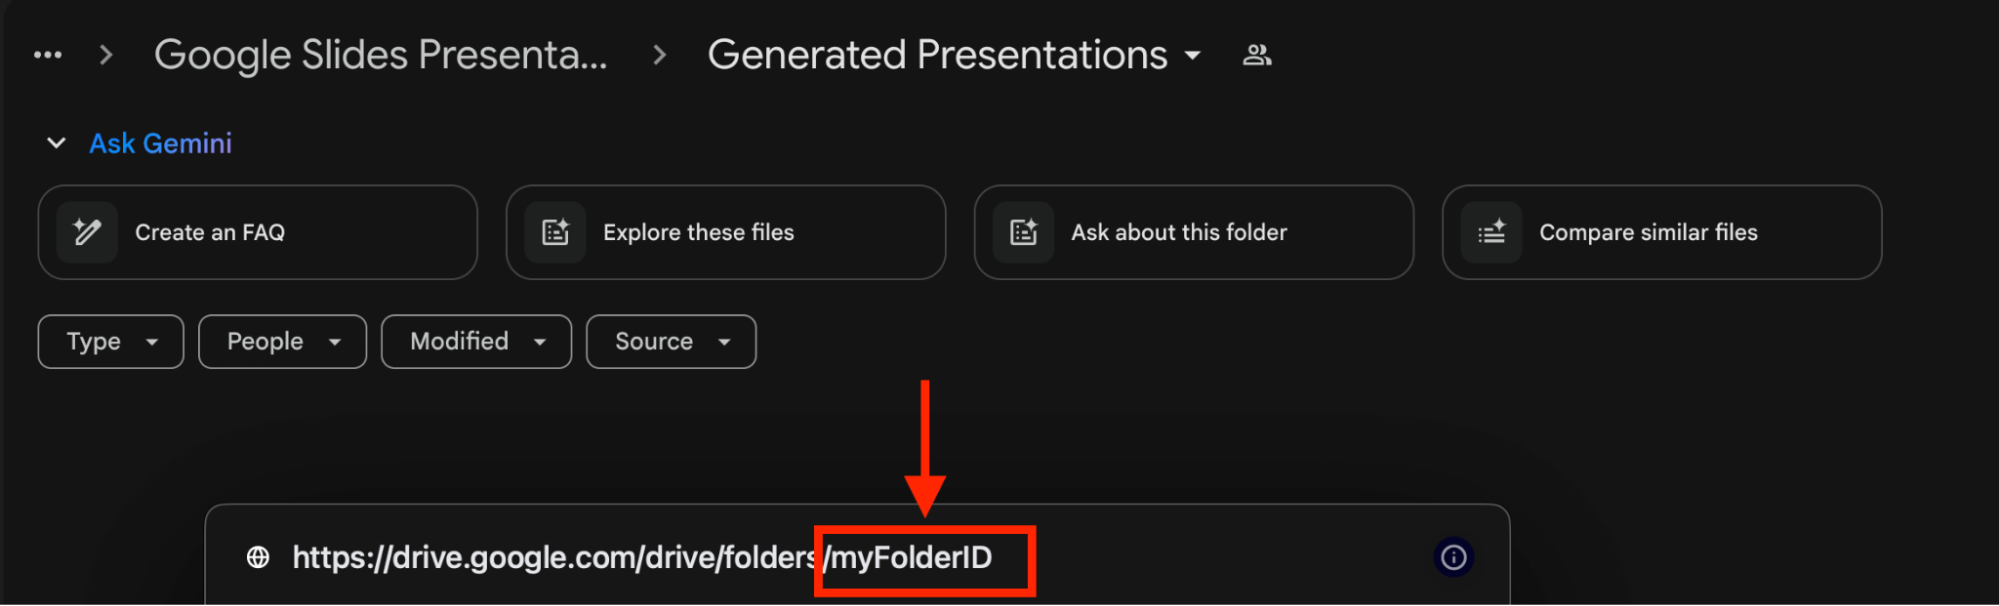 ... > Google Slides Presenta... > Generated Presentations
Ask Gemini
Create an FAQ
Explore these files
Ask about this folder
Compare similar files
Type
People
Modified
Source
https://drive.google.com/drive/folders/myFolderID